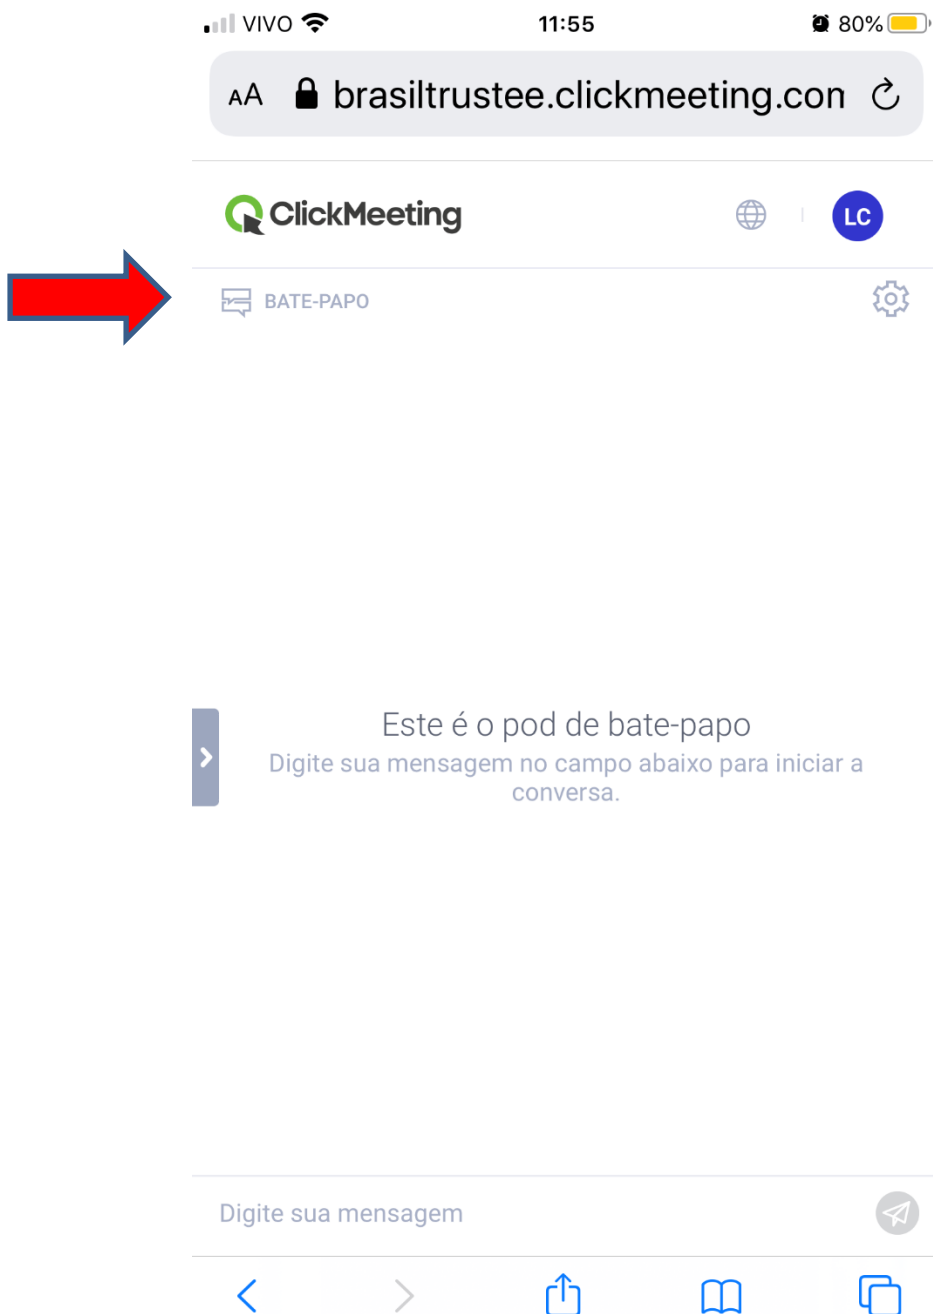 VIVO 11:55 80%
AA brasiltrustee.clickmeeting.com
ClickMeeting LC
BATE-PAPO
Este é o pod de bate-papo
Digite sua mensagem no campo abaixo para iniciar a
conversa.
Digite sua mensagem